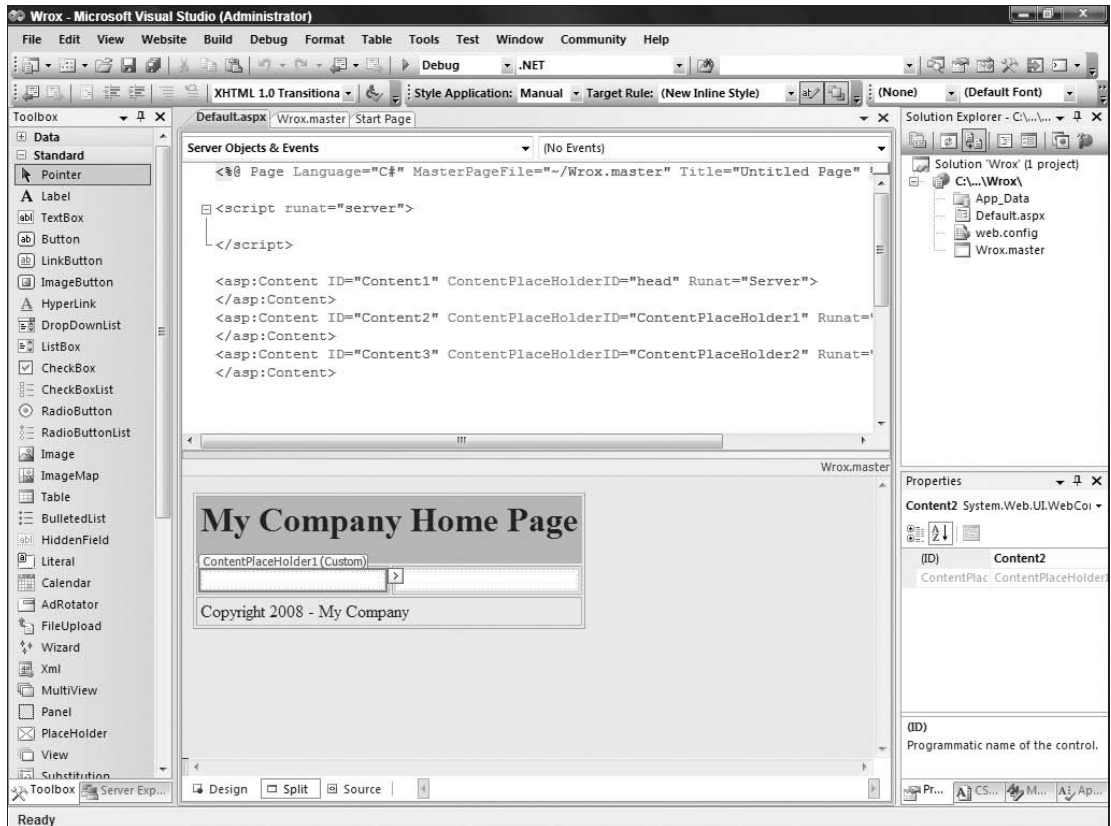 Wrox - Microsoft Visual Studio (Administrator)
File Edit View Website Build Debug Format Table Tools Test Window Community Help
Debug .NET
XHTML 1.0 Transitiona Style Application: Manual Target Rule: (New Inline Style) (None) (Default Font)
Toolbox
Data
Standard
Pointer
A Label
abl TextBox
ab Button
ab LinkButton
ImageButton
A HyperLink
DropDownList
ListBox
CheckBox
CheckBoxList
RadioButton
RadioButtonList
Image
ImageMap
Table
BulletedList
abl HiddenField
Literal
Calendar
AdRotator
FileUpload
Wizard
Xml
MultiView
Panel
PlaceHolder
View
Substitution
Toolbox Server Exp...
Default.aspx Wrox.master Start Page
Server Objects & Events (No Events)
<%@ Page Language="C#" MasterPageFile="~/Wrox.master" Title="Untitled Page"
<script runat="server">
</script>
<asp:Content ID="Content1" ContentPlaceHolderID="head" Runat="Server">
</asp:Content>
<asp:Content ID="Content2" ContentPlaceHolderID="ContentPlaceHolder1" Runat="
</asp:Content>
<asp:Content ID="Content3" ContentPlaceHolderID="ContentPlaceHolder2" Runat="
</asp:Content>
Wrox.master
My Company Home Page
ContentPlaceHolder1 (Custom)
Copyright 2008 - My Company
Design Split Source
Solution Explorer - C:\...\...
Solution 'Wrox' (1 project)
C:\...\Wrox\
App_Data
Default.aspx
web.config
Wrox.master
Properties
Content2 System.Web.UI.WebCo
(ID) Content2
ContentPlac ContentPlaceHolder1
(ID)
Programmatic name of the control.
Pr... CS... M... Ap...
Ready